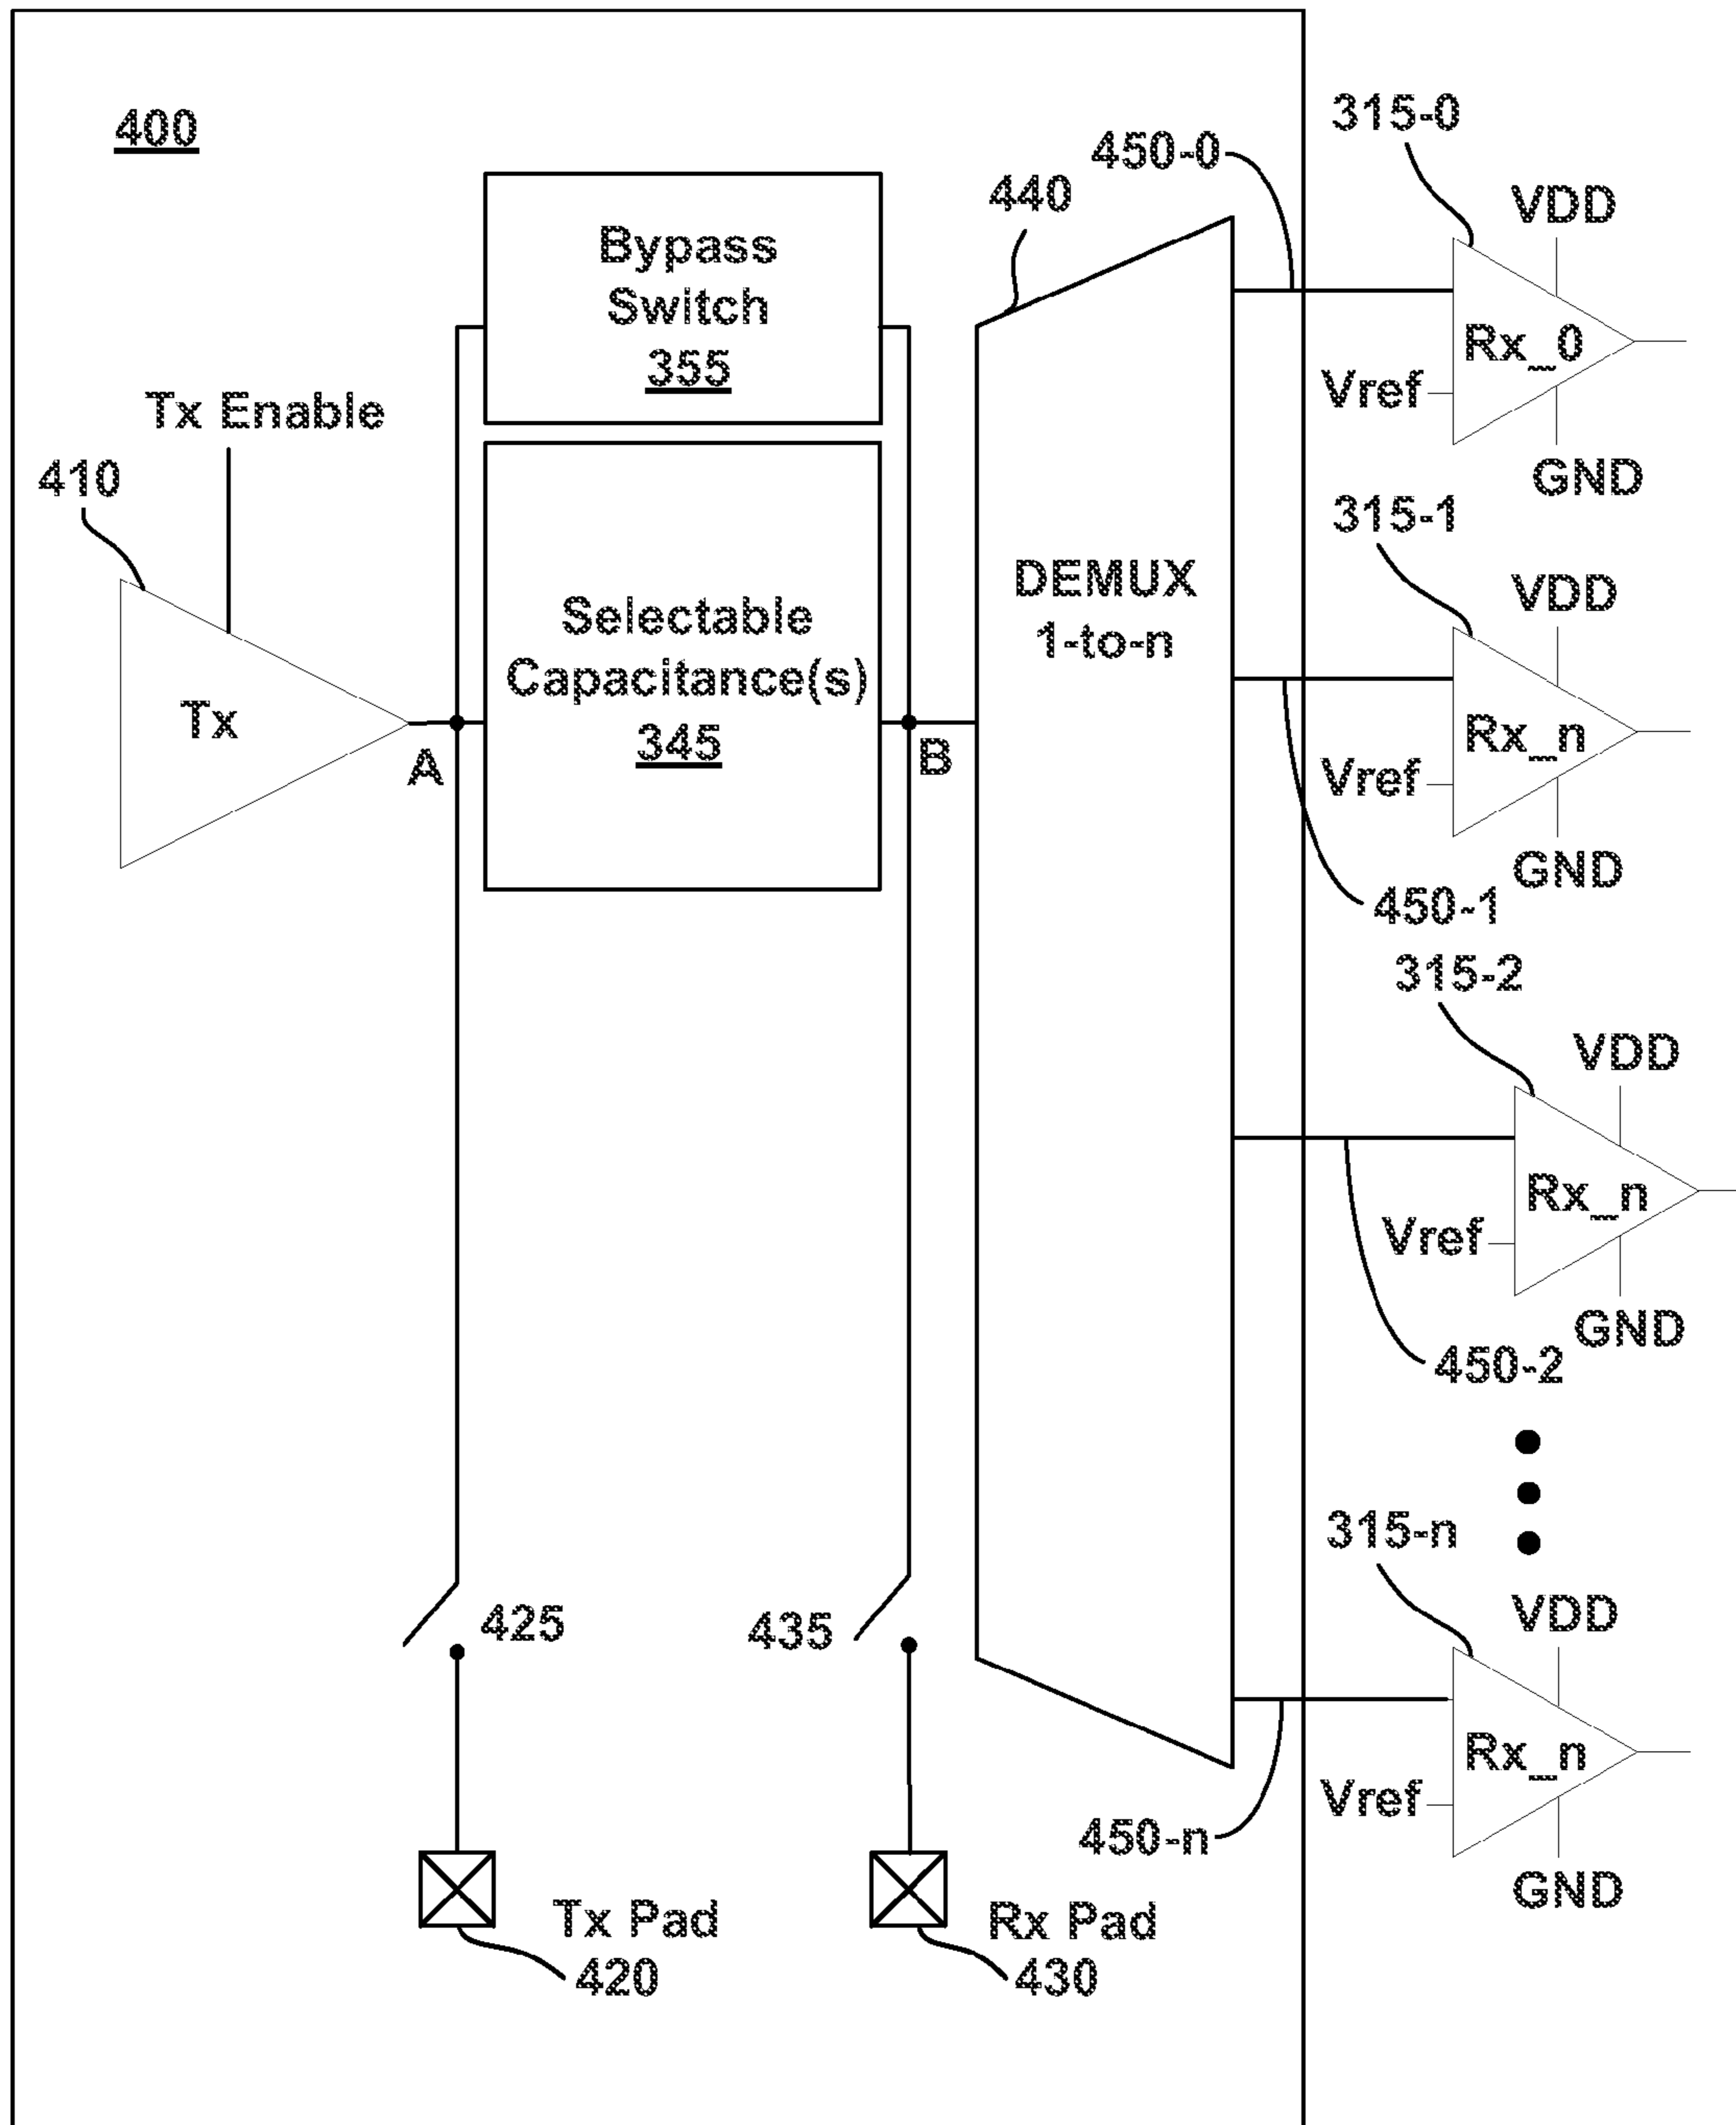 400
450-0
315-0
440
VDD
Bypass
Switch
355
Rx_0
Vref
GND
Tx Enable
410
315-1
DEMUX
1-to-n
VDD
Selectable
Capacitance(s)
345
Tx
A
B
Rx_n
Vref
GND
450-1
315-2
VDD
Rx_n
Vref
GND
450-2
315-n
VDD
425
435
Rx_n
Vref
450-n
GND
Tx Pad
420
Rx Pad
430